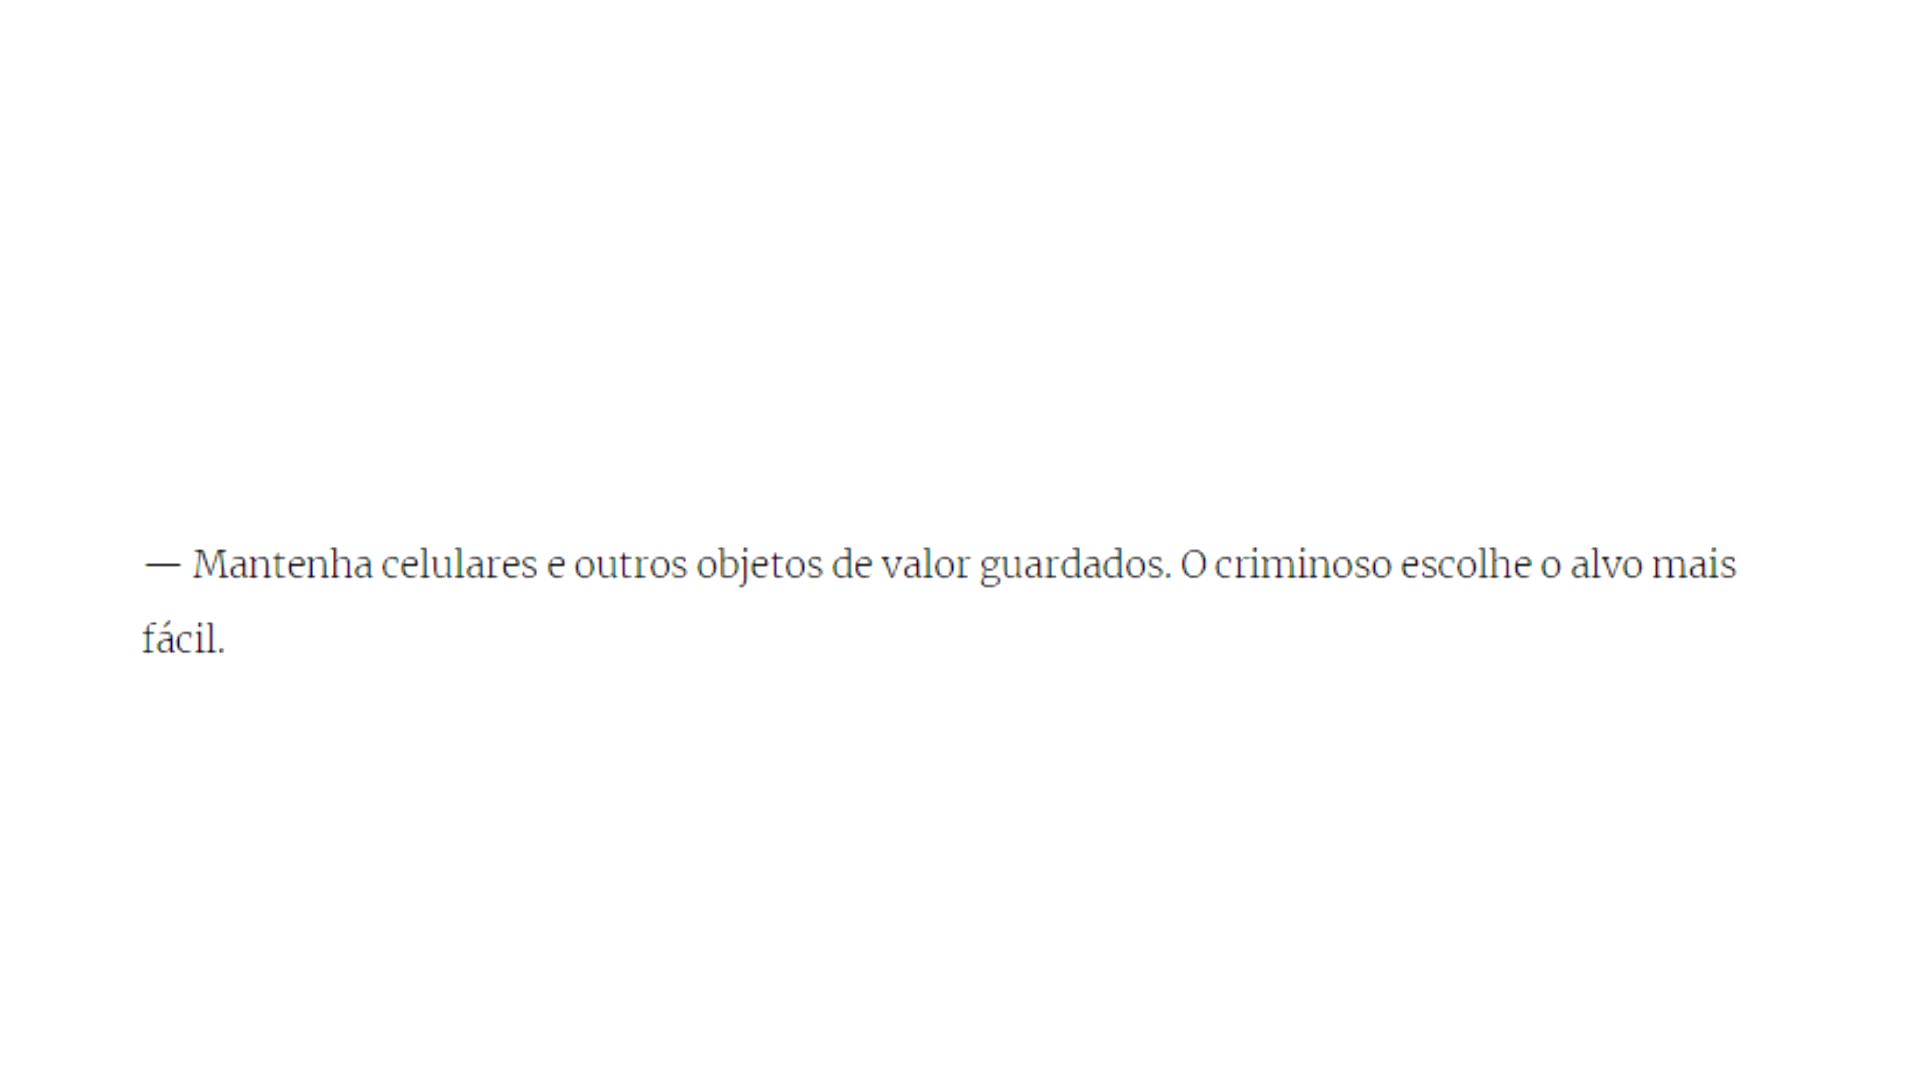 — Mantenha celulares e outros objetos de valor guardados. O criminoso escolhe o alvo mais
fácil.